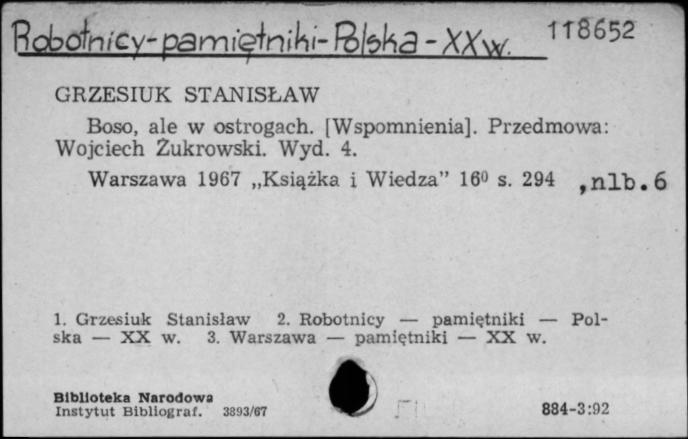 Robotnicy-pamiętniki-Polska-XXw. 118652
GRZESIUK STANISŁAW
Boso, ale w ostrogach. [Wspomnienia]. Przedmowa:
Wojciech Żukrowski. Wyd. 4.
Warszawa 1967 „Książka i Wiedza” 16⁰ s. 294 ,nlb.6
1. Grzesiuk Stanisław 2. Robotnicy — pamiętniki — Pol-
ska — XX w. 3. Warszawa — pamiętniki — XX w.
Biblioteka Narodowa
Instytut Bibliograf. 3893/67 884-3:92